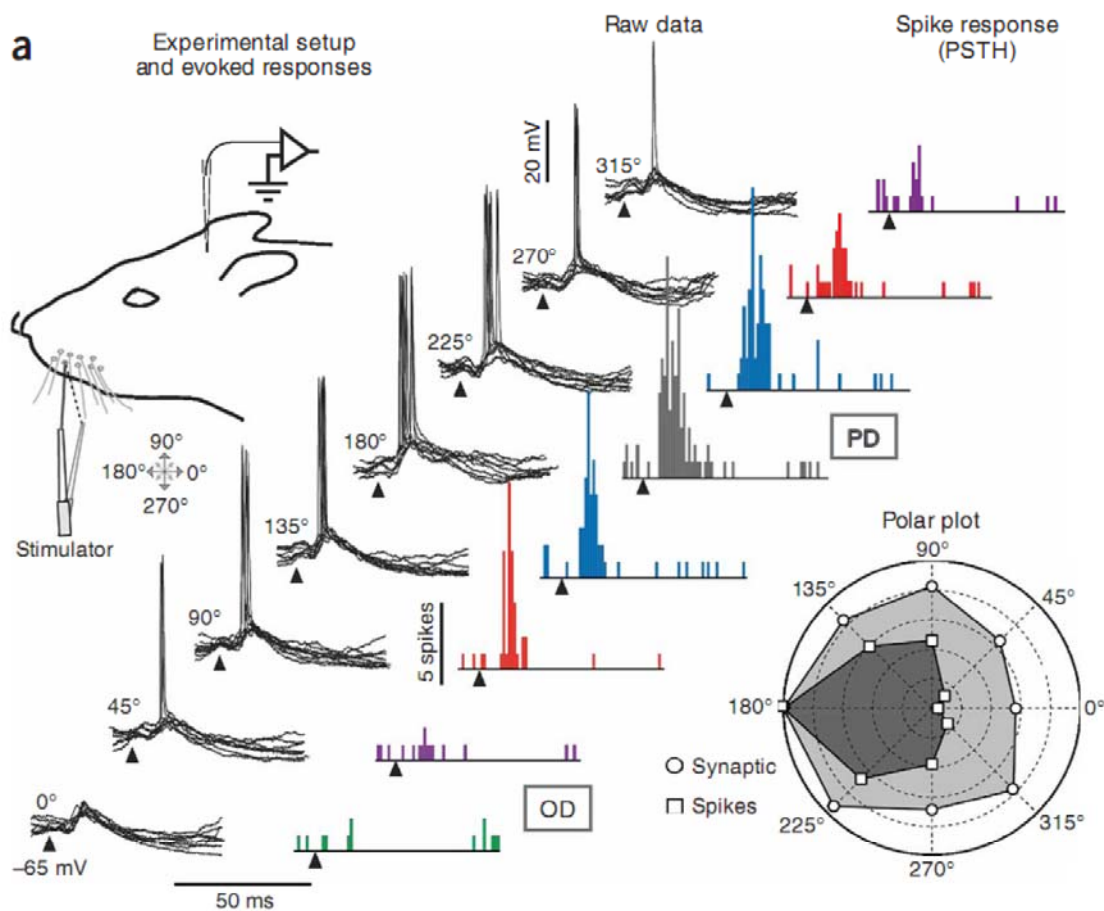 a
Experimental setup
and evoked responses
Raw data
Spike response
(PSTH)
20 mV
315°
270°
225°
180°
135°
90°
45°
0°
–65 mV
50 ms
90°
180° 0°
270°
Stimulator
5 spikes
PD
OD
Polar plot
90°
135° 45°
180° 0°
225° 315°
270°
Synaptic
Spikes